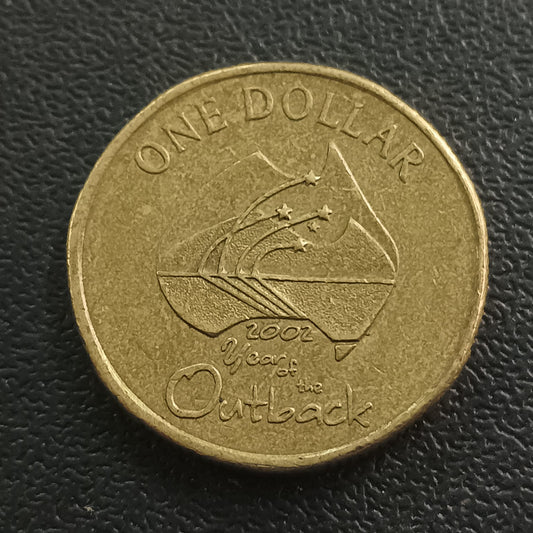 ONE DOLLAR
2002
Year of
the
Outback